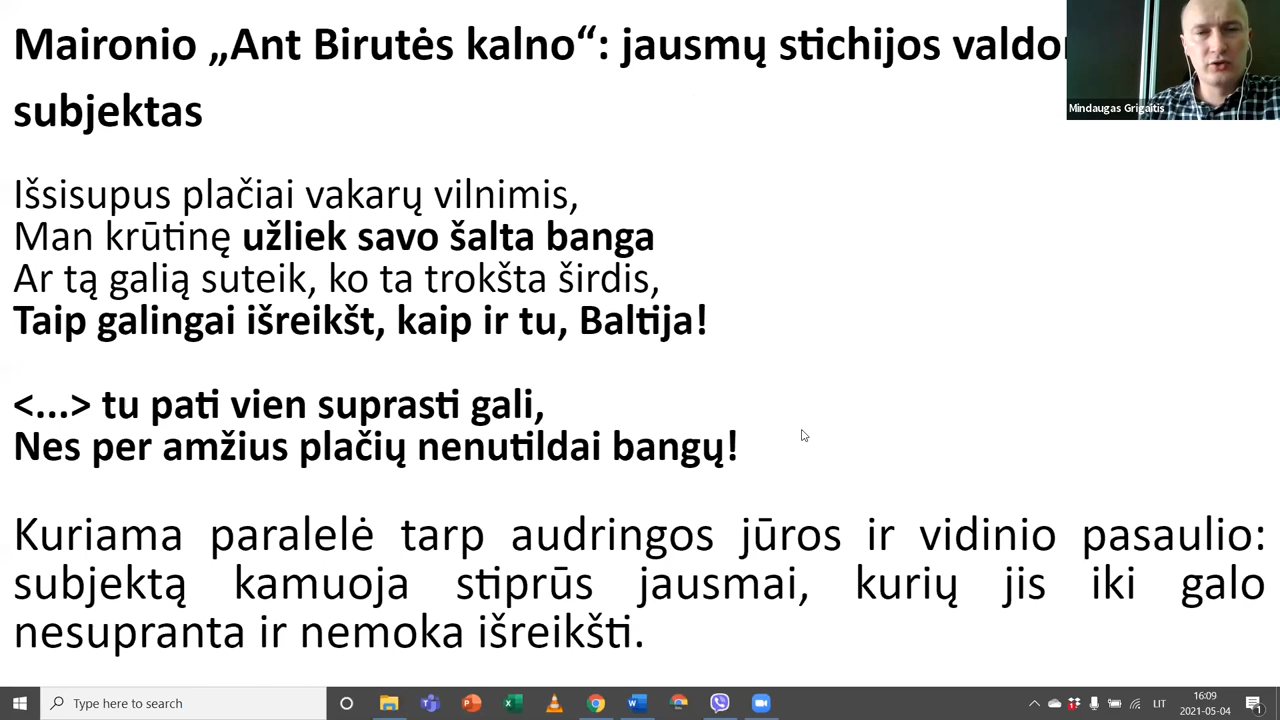 Maironio „Ant Birutės kalno“: jausmų stichijos
subjektas
Mindaugas Grigaitis
Išsisupus plačiai vakarų vilnimis,
Man krūtinę užliek savo šalta banga
Ar tą galią suteik, ko ta trokšta širdis,
Taip galingai išreikšt, kaip ir tu, Baltija!
<...> tu pati vien suprasti gali,
Nes per amžius plačių nenutildai bangų!
Kuriama paralelė tarp audringos jūros ir vidinio pasaulio:
subjektą kamuoja stiprūs jausmai, kurių jis iki galo
nesupranta ir nemoka išreikšti.
Type here to search
LIT
16:09
2021-05-04
1